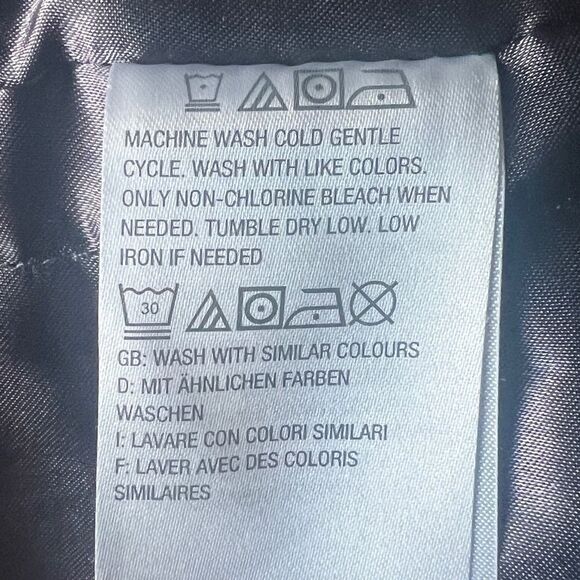 MACHINE WASH COLD GENTLE
CYCLE. WASH WITH LIKE COLORS.
ONLY NON-CHLORINE BLEACH WHEN
NEEDED. TUMBLE DRY LOW. LOW
IRON IF NEEDED
30
GB: WASH WITH SIMILAR COLOURS
D: MIT ÄHNLICHEN FARBEN
WASCHEN
I: LAVARE CON COLORI SIMILARI
F: LAVER AVEC DES COLORIS
SIMILAIRES